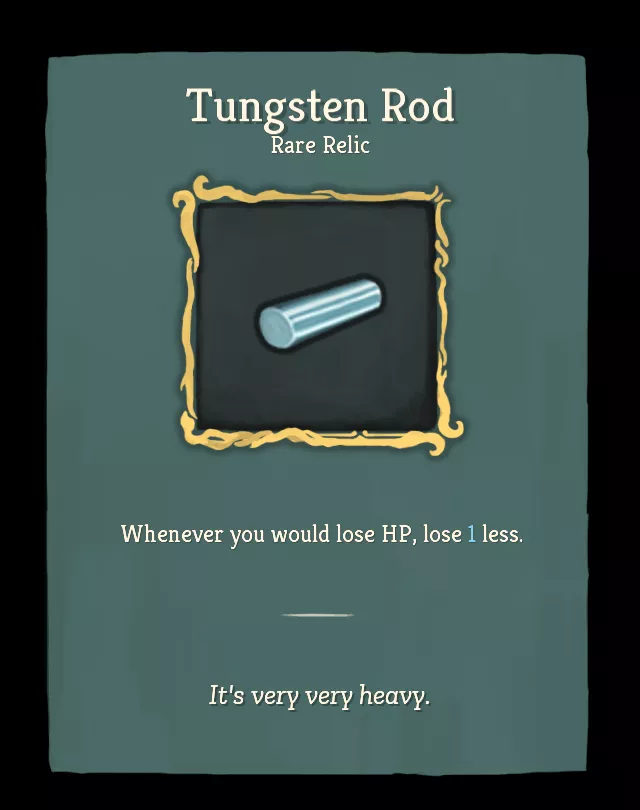 Tungsten Rod
Rare Relic
Whenever you would lose HP, lose 1 less.
It's very very heavy.